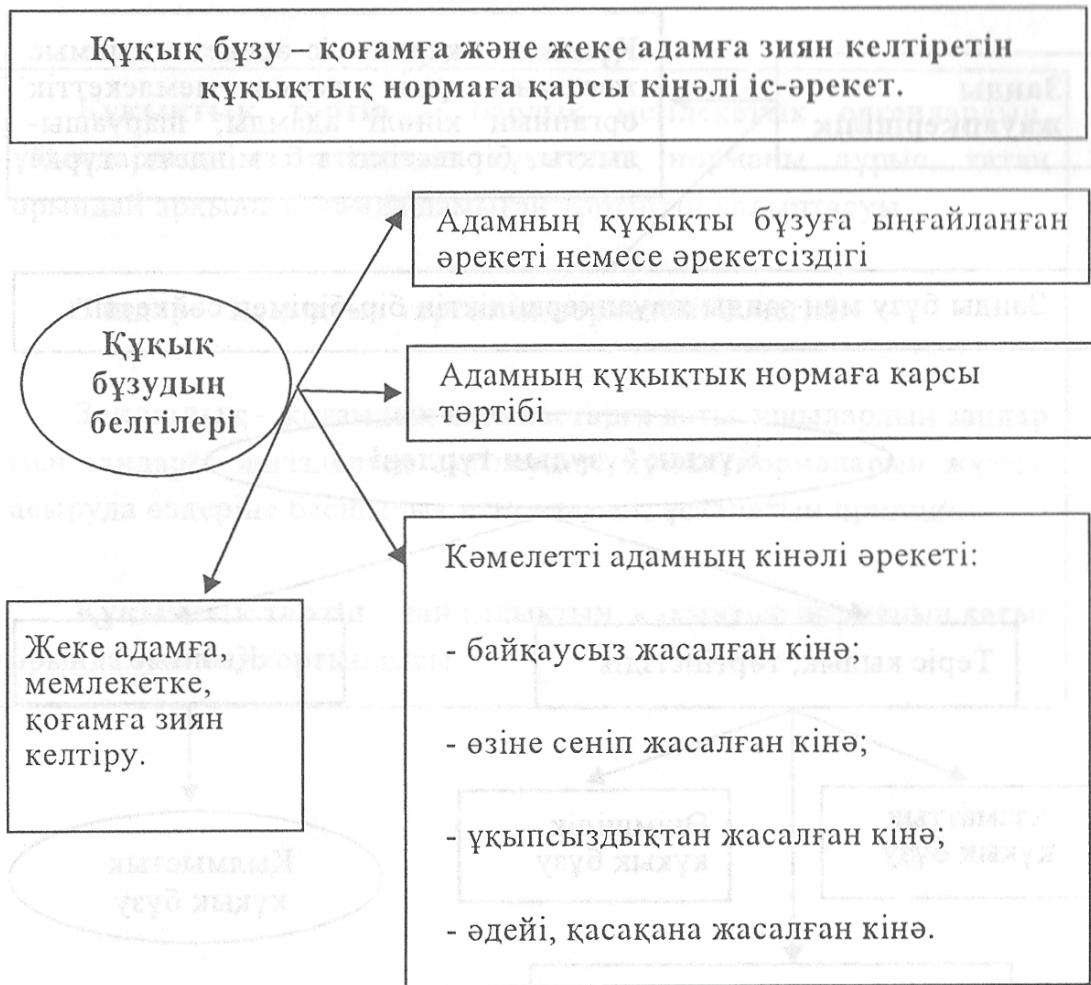 Құқық бұзу – қоғамға және жеке адамға зиян келтіретін
құқықтық нормаға қарсы кінәлі іс-әрекет.
Адамның құқықты бұзуға ыңғайланған
әрекеті немесе әрекетсіздігі
Құқық
бұзудың
белгілері
Адамның құқықтық нормаға қарсы
тәртібі
Кәмелетті адамның кінәлі әрекеті:
- байқаусыз жасалған кінә;
- өзіне сеніп жасалған кінә;
- ұқыпсыздықтан жасалған кінә;
- әдейі, қасақана жасалған кінә.
Жеке адамға,
мемлекетке,
қоғамға зиян
келтіру.